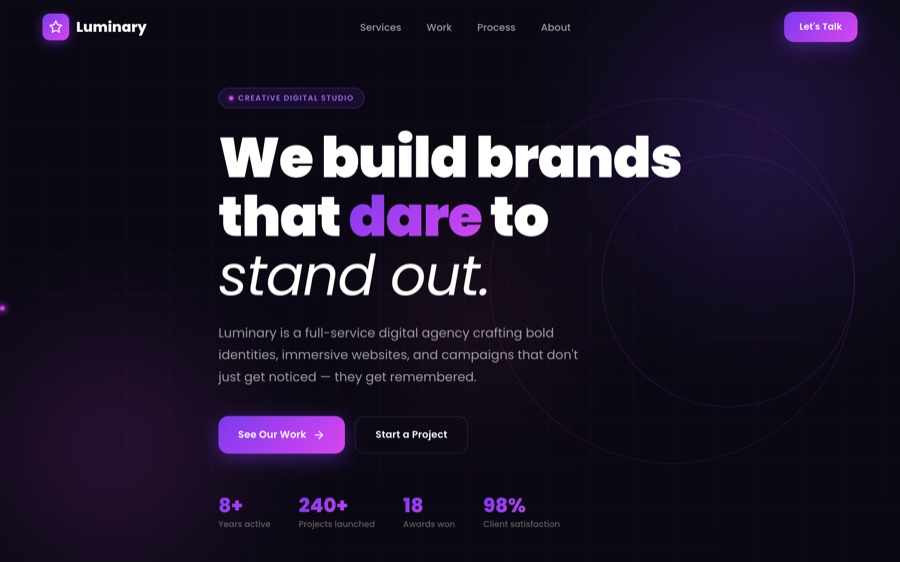 Luminary
Services
Work
Process
About
Let's Talk
CREATIVE DIGITAL STUDIO
We build brands
that dare to
stand out.
Luminary is a full-service digital agency crafting bold
identities, immersive websites, and campaigns that don't
just get noticed — they get remembered.
See Our Work →
Start a Project
8+
Years active
240+
Projects launched
18
Awards won
98%
Client satisfaction